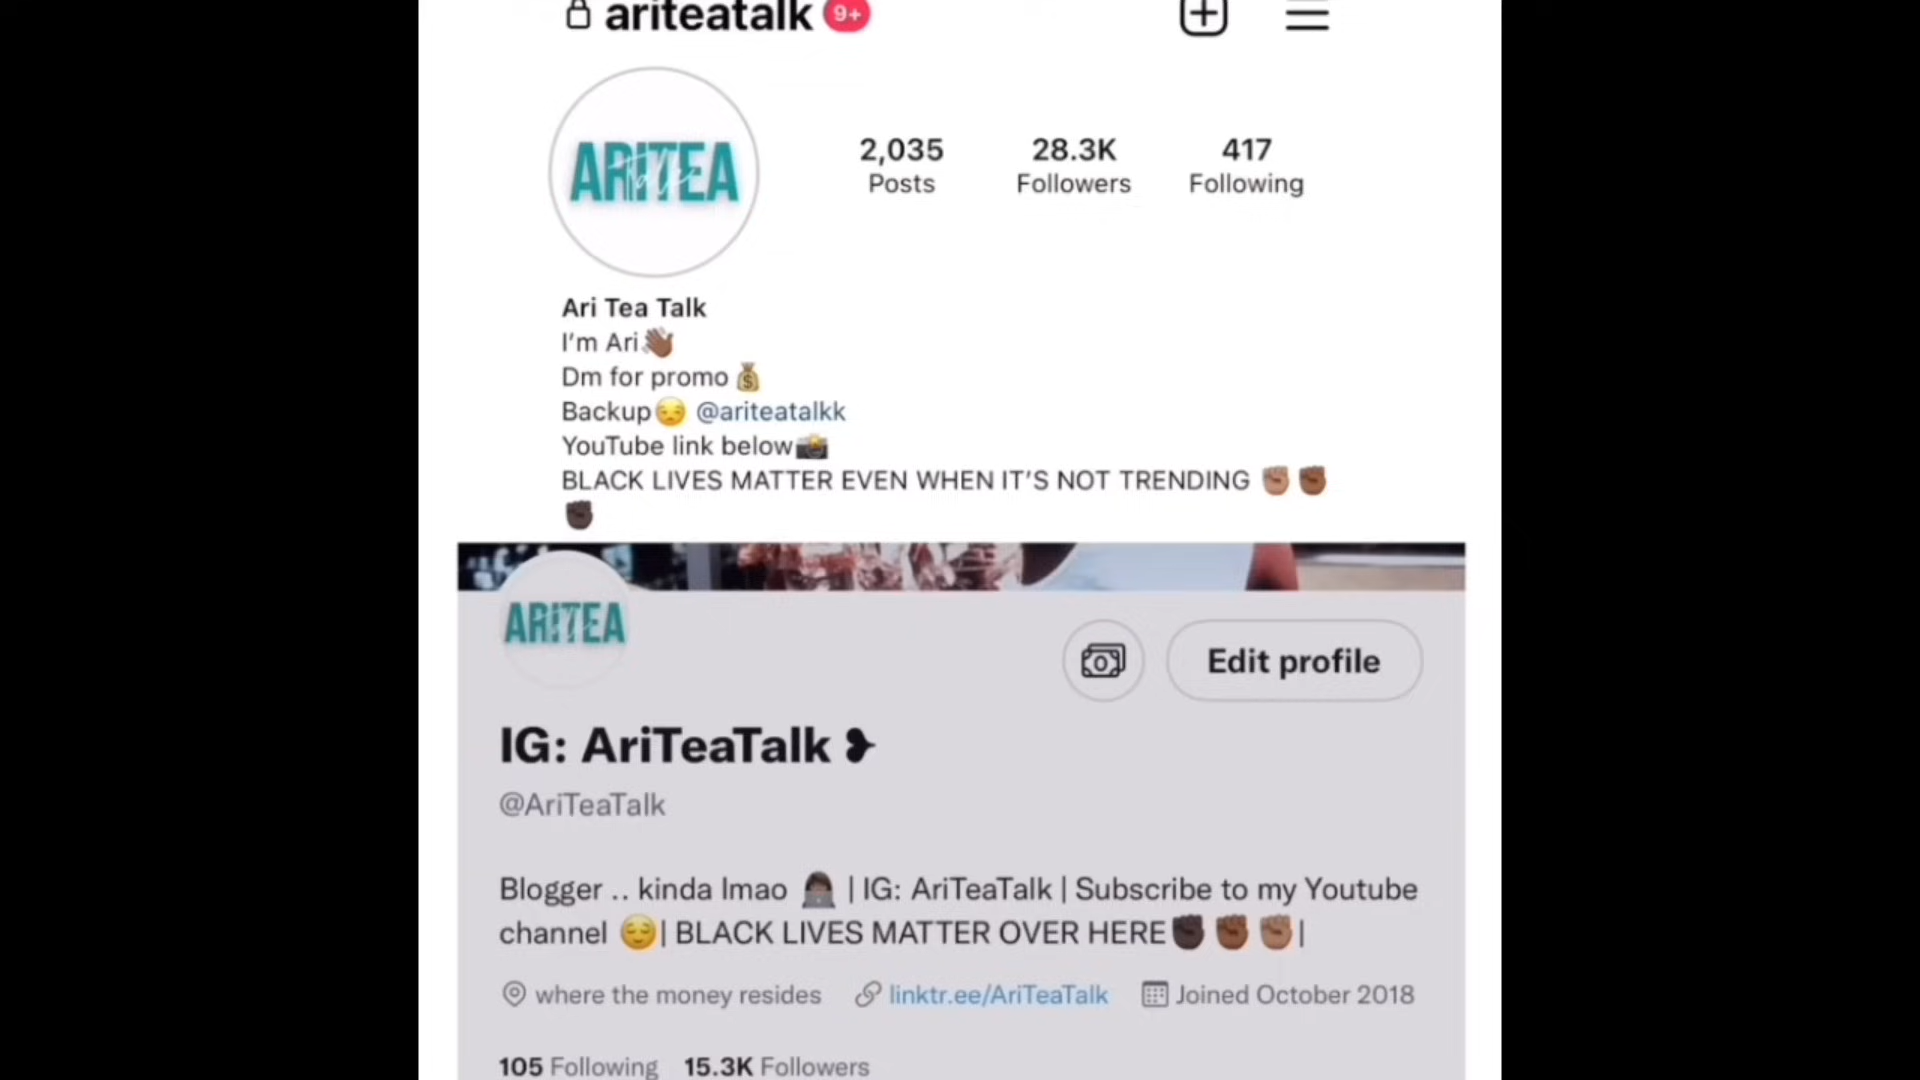 ariteatalk 9+
ARITEA
Talk
2,035 28.3K 417
Posts Followers Following
Ari Tea Talk
I'm Ari👋🏾
Dm for promo 💰
Backup😒 @ariteatalkk
YouTube link below📸
BLACK LIVES MATTER EVEN WHEN IT'S NOT TRENDING ✊🏼 ✊🏾
✊🏿
ARITEA
Edit profile
IG: AriTeaTalk ❥
@AriTeaTalk
Blogger .. kinda lmao 👩🏾‍💻 | IG: AriTeaTalk | Subscribe to my Youtube
channel 😌| BLACK LIVES MATTER OVER HERE✊🏿 ✊🏾 ✊🏼 |
where the money resides linktr.ee/AriTeaTalk Joined October 2018
105 Following 15.3K Followers